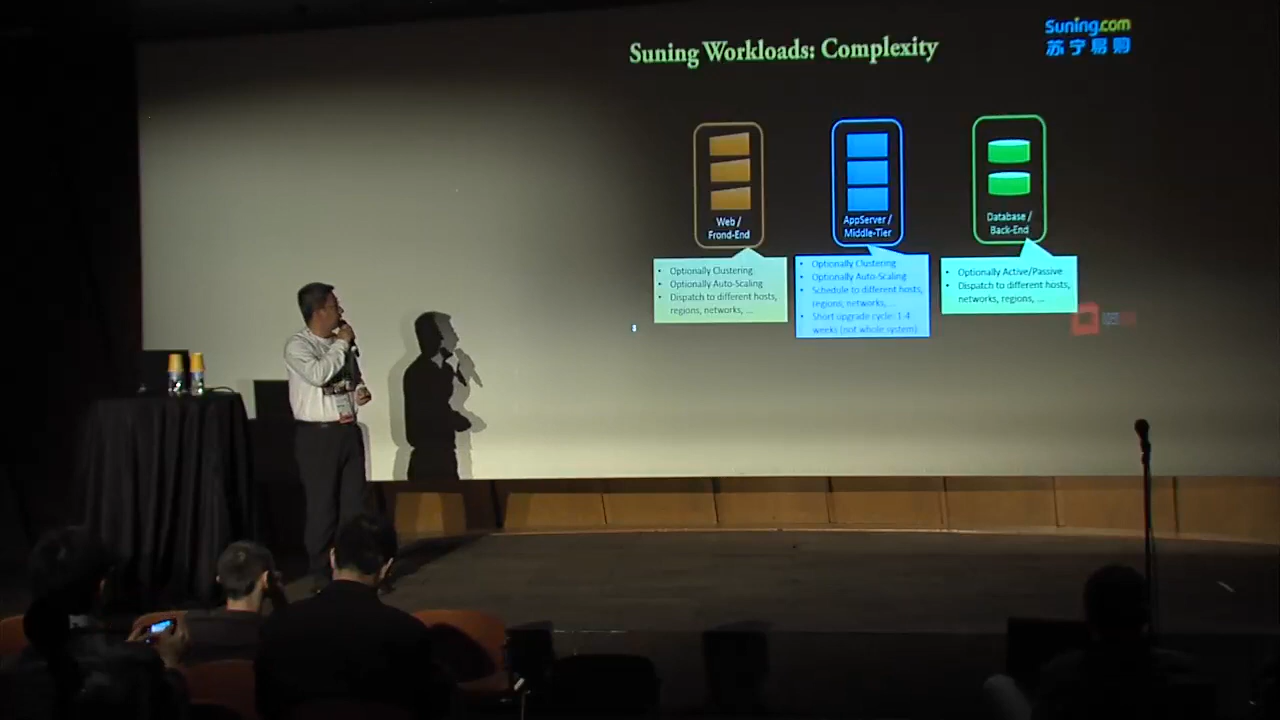 Suning.com
苏宁易购
Suning Workloads: Complexity
Web /
Frond-End
AppServer /
Middle-Tier
Database /
Back-End
• Optionally Clustering
• Optionally Auto-Scaling
• Dispatch to different hosts,
regions, networks, ...
• Optionally Clustering
• Optionally Auto-Scaling
• Schedule to different hosts,
regions, networks, ...
• Short upgrade cycle: 1-4
weeks (not whole system)
• Optionally Active/Passive
• Dispatch to different hosts,
networks, regions, ...